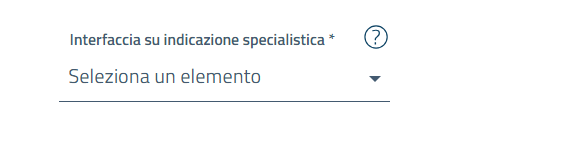 Interfaccia su indicazione specialistica * ?
Seleziona un elemento